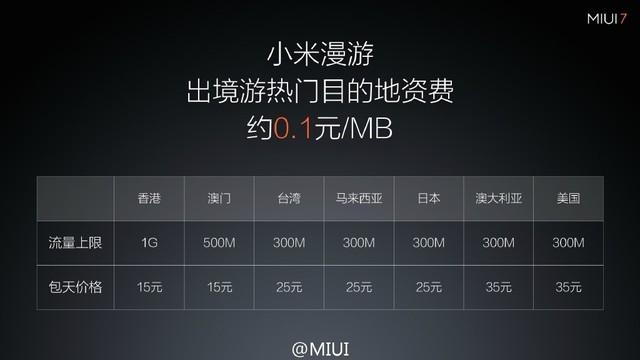 MIUI 7
小米漫游
出境游热门目的地资费
约0.1元/MB
香港 澳门 台湾 马来西亚 日本 澳大利亚 美国
流量上限 1G 500M 300M 300M 300M 300M 300M
包天价格 15元 15元 25元 25元 25元 35元 35元
@MIUI